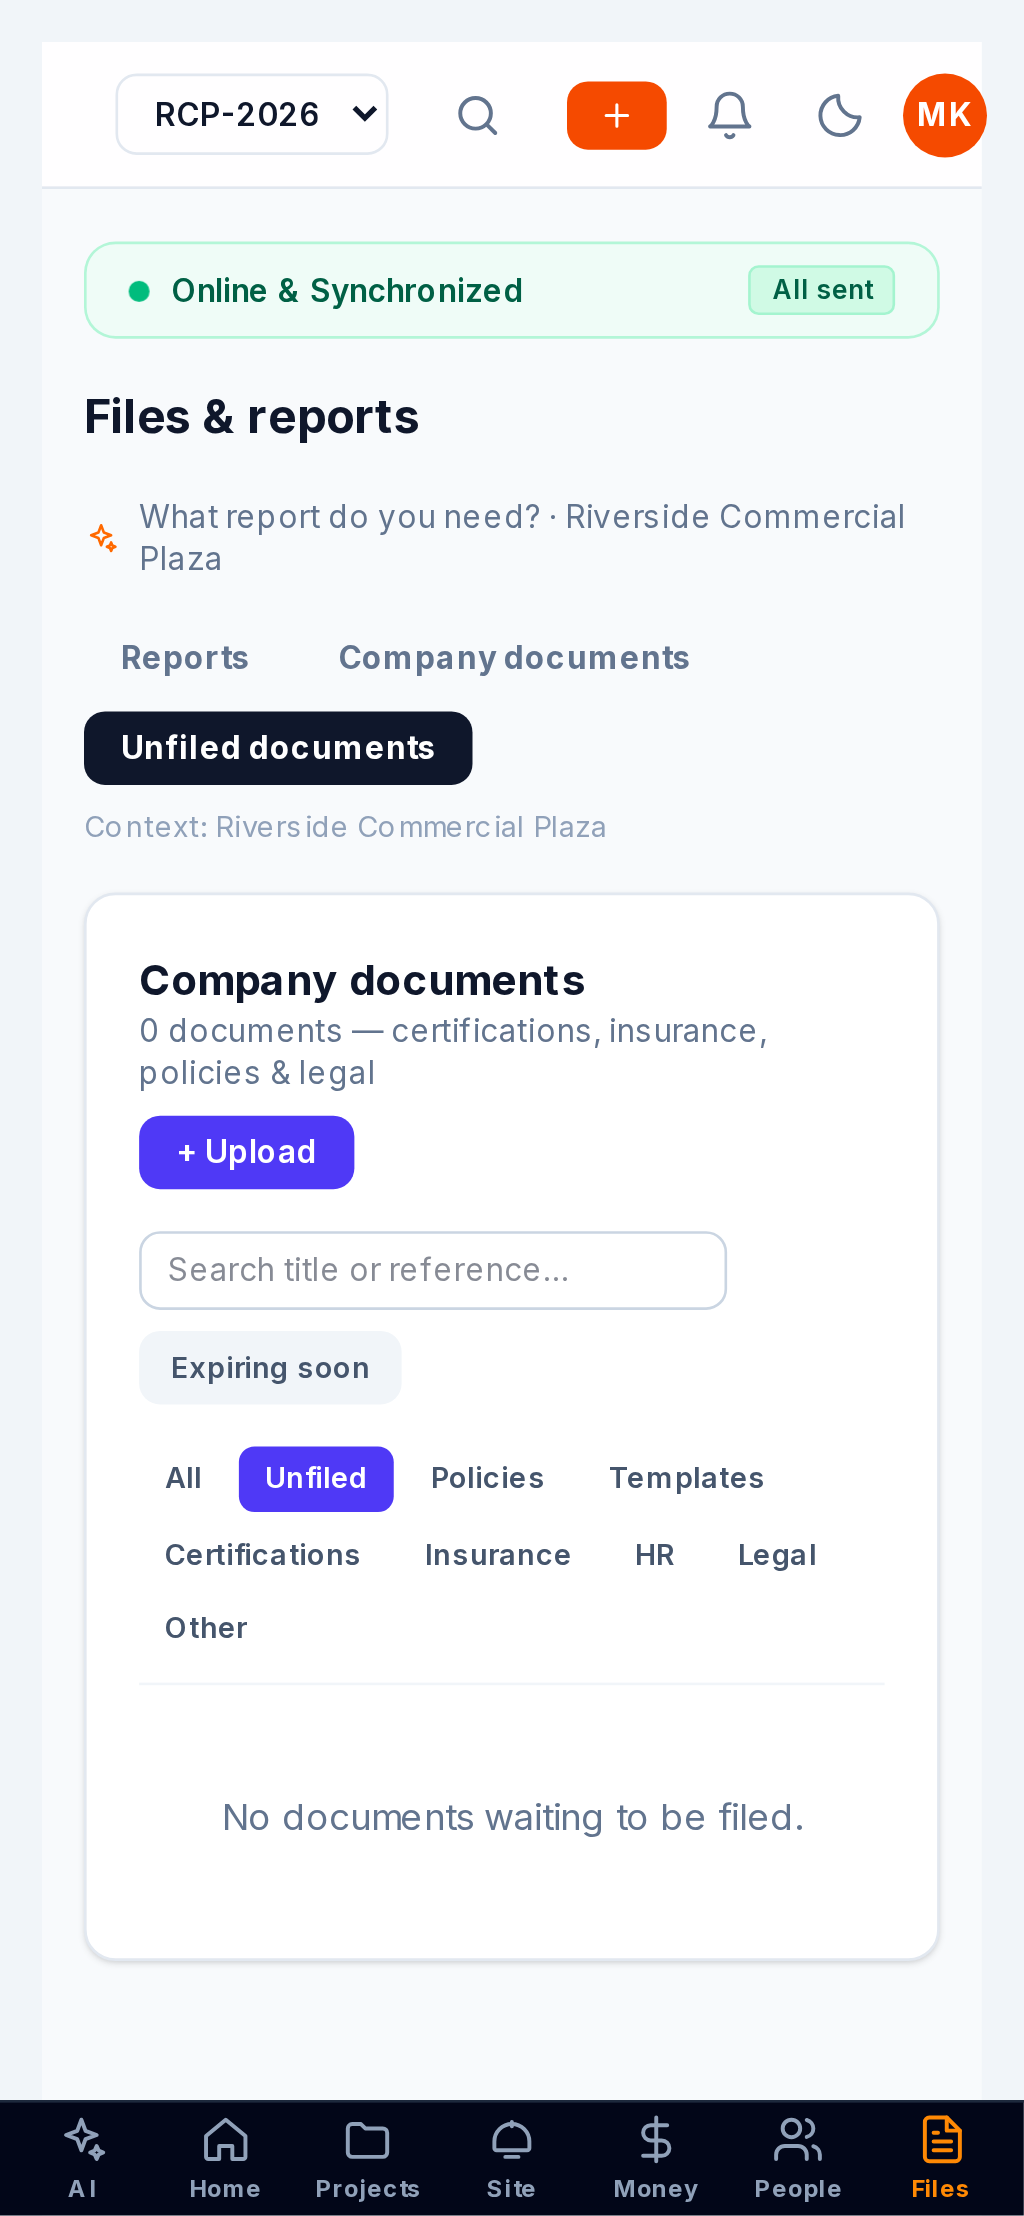 RCP-2026
MK
Online & Synchronized
All sent
Files & reports
What report do you need? · Riverside Commercial
Plaza
Reports
Company documents
Unfiled documents
Context: Riverside Commercial Plaza
Company documents
0 documents — certifications, insurance,
policies & legal
+ Upload
Search title or reference...
Expiring soon
All
Unfiled
Policies
Templates
Certifications
Insurance
HR
Legal
Other
No documents waiting to be filed.
AI
Home
Projects
Site
Money
People
Files